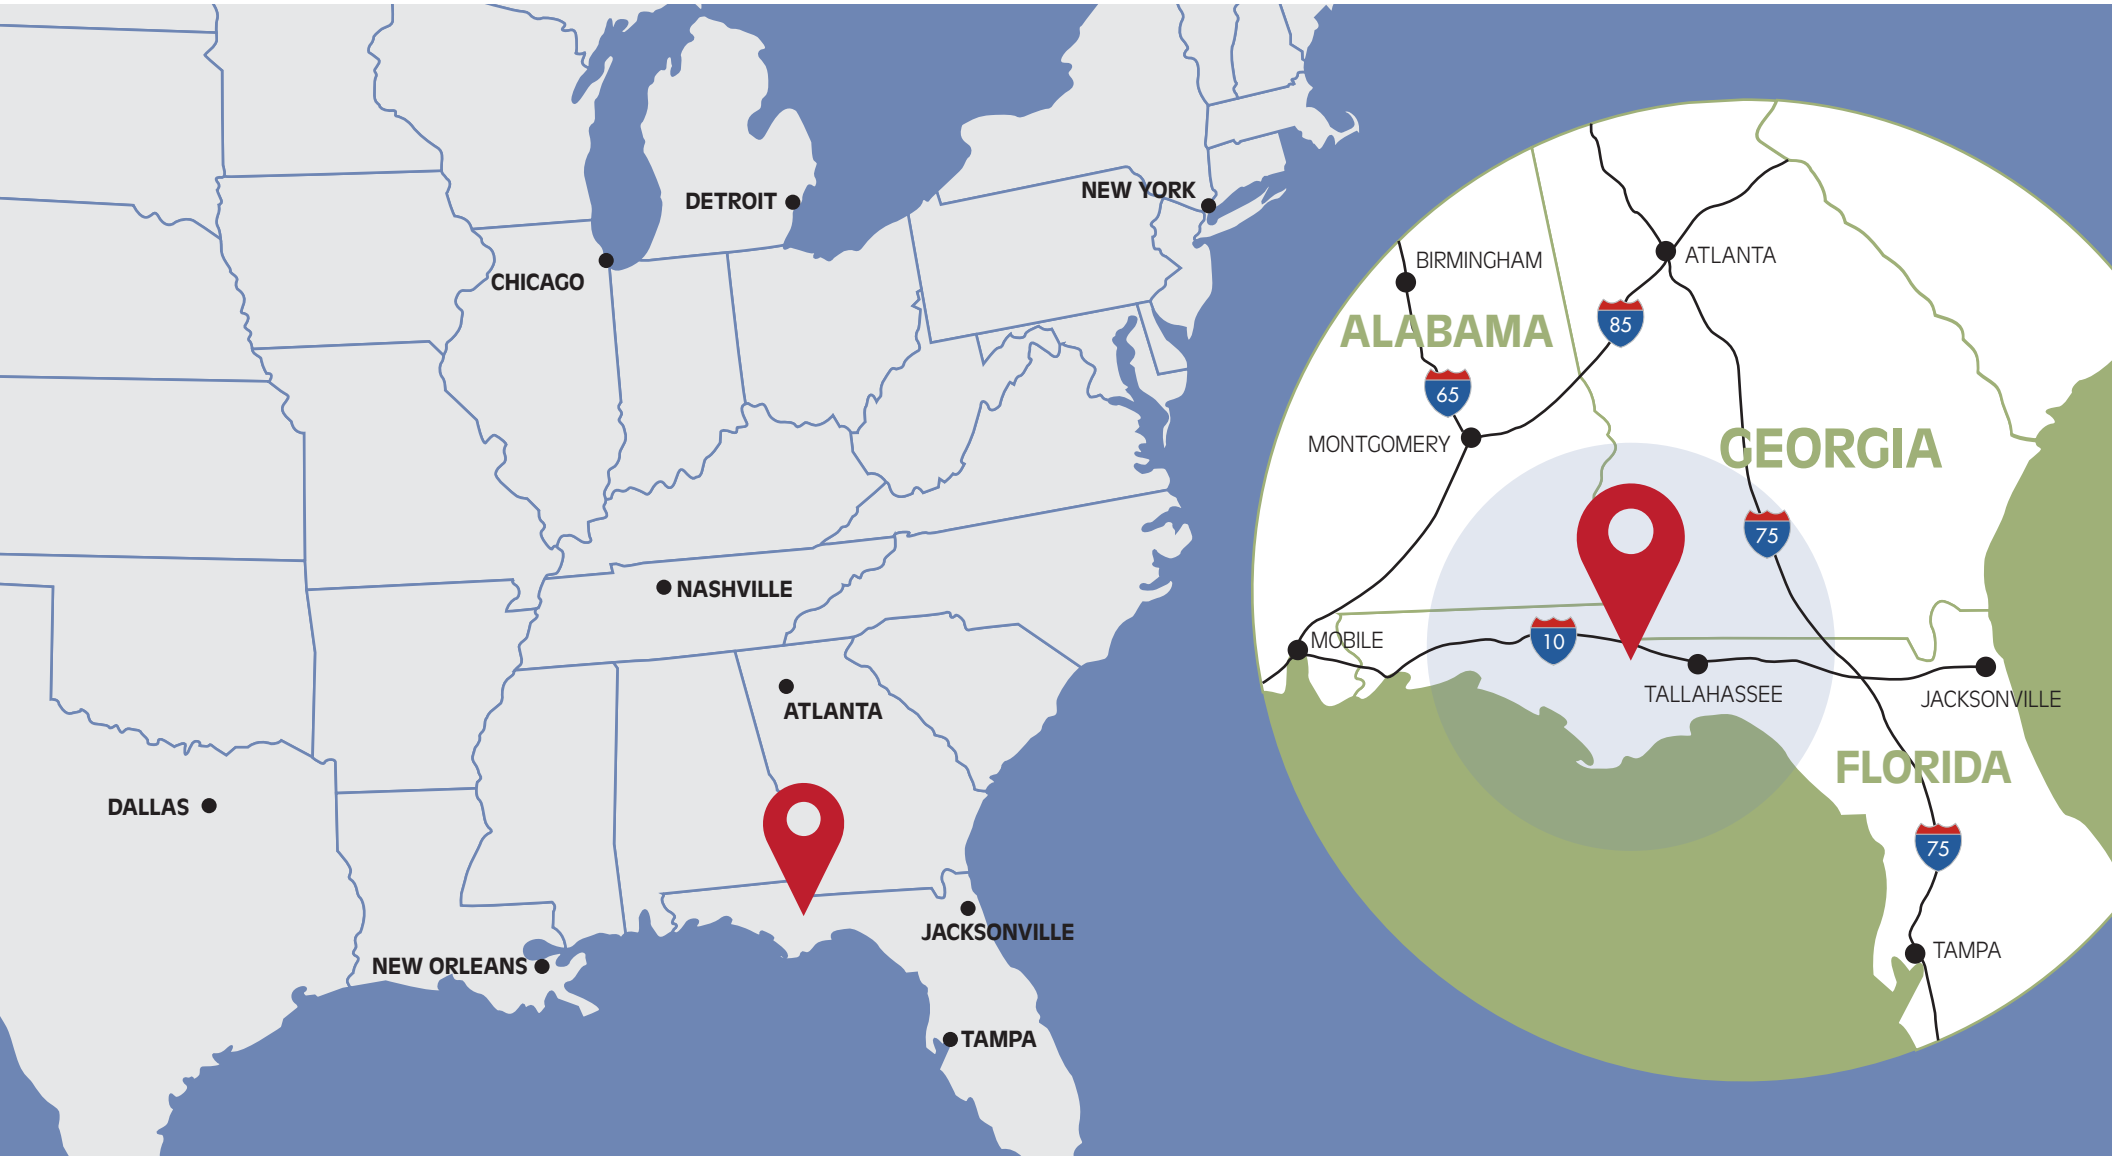 DETROIT
NEW YORK
CHICAGO
NASHVILLE
ATLANTA
DALLAS
JACKSONVILLE
NEW ORLEANS
TAMPA
ATLANTA
BIRMINGHAM
85
ALABAMA
65
MONTGOMERY
GEORGIA
75
MOBILE
10
TALLAHASSEE
JACKSONVILLE
FLORIDA
75
TAMPA